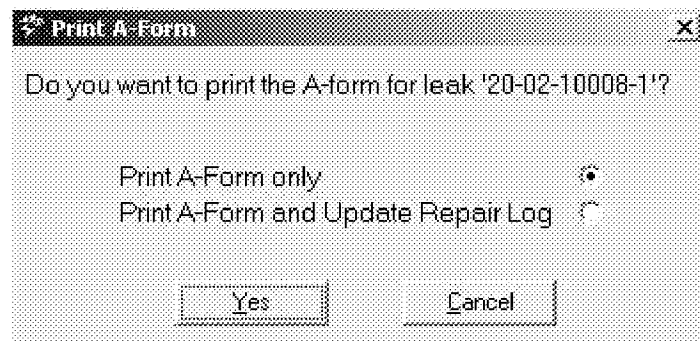 Print A-Form
Do you want to print the A-form for leak '20-02-10008-1'?
Print A-Form only
Print A-Form and Update Repair Log
Yes
Cancel